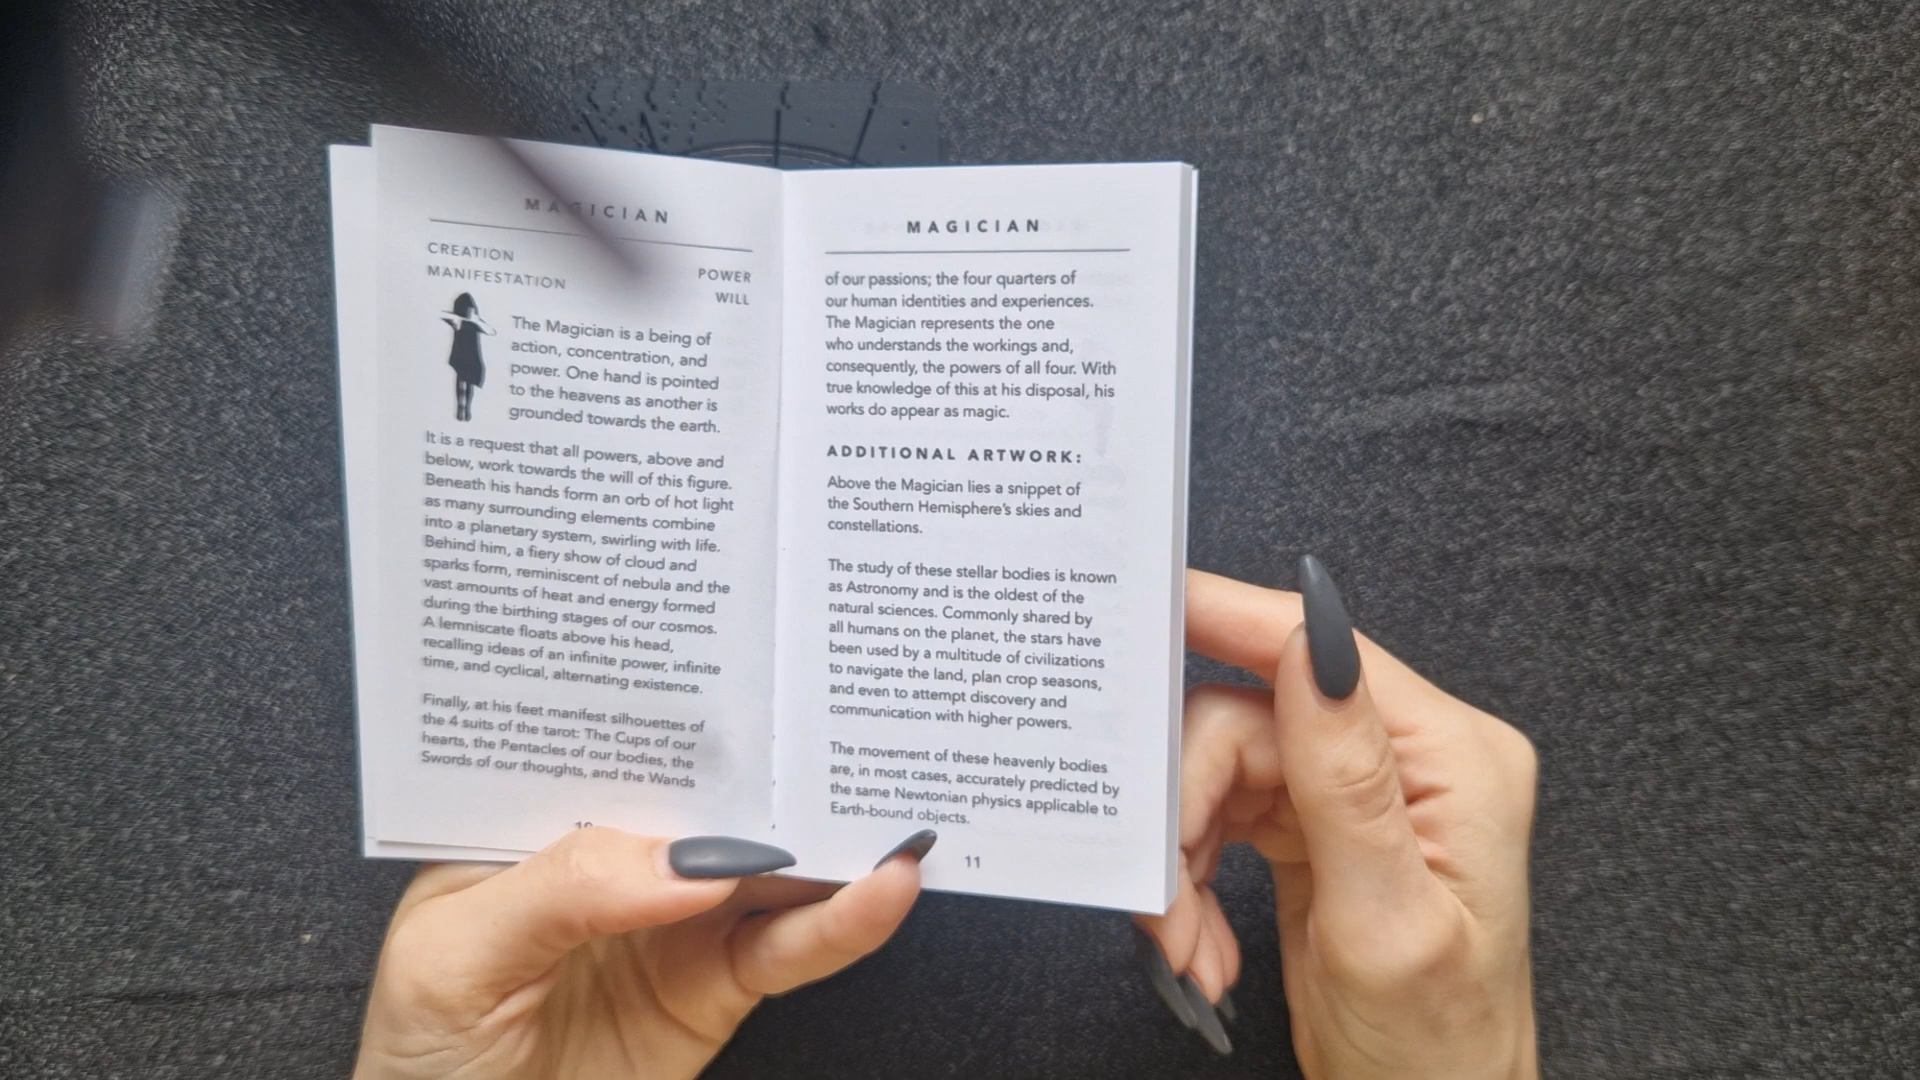 MAGICIAN
CREATION
MANIFESTATION
POWER
WILL
The Magician is a being of
action, concentration, and
power. One hand is pointed
to the heavens as another is
grounded towards the earth.
It is a request that all powers, above and
below, work towards the will of this figure.
Beneath his hands form an orb of hot light
as many surrounding elements combine
into a planetary system, swirling with life.
Behind him, a fiery show of cloud and
sparks form, reminiscent of nebula and the
vast amounts of heat and energy formed
during the birthing stages of our cosmos.
A lemniscate floats above his head,
recalling ideas of an infinite power, infinite
time, and cyclical, alternating existence.
Finally, at his feet manifest silhouettes of
the 4 suits of the tarot: The Cups of our
hearts, the Pentacles of our bodies, the
Swords of our thoughts, and the Wands
10
MAGICIAN
of our passions; the four quarters of
our human identities and experiences.
The Magician represents the one
who understands the workings and,
consequently, the powers of all four. With
true knowledge of this at his disposal, his
works do appear as magic.
ADDITIONAL ARTWORK:
Above the Magician lies a snippet of
the Southern Hemisphere's skies and
constellations.
The study of these stellar bodies is known
as Astronomy and is the oldest of the
natural sciences. Commonly shared by
all humans on the planet, the stars have
been used by a multitude of civilizations
to navigate the land, plan crop seasons,
and even to attempt discovery and
communication with higher powers.
The movement of these heavenly bodies
are, in most cases, accurately predicted by
the same Newtonian physics applicable to
Earth-bound objects.
11